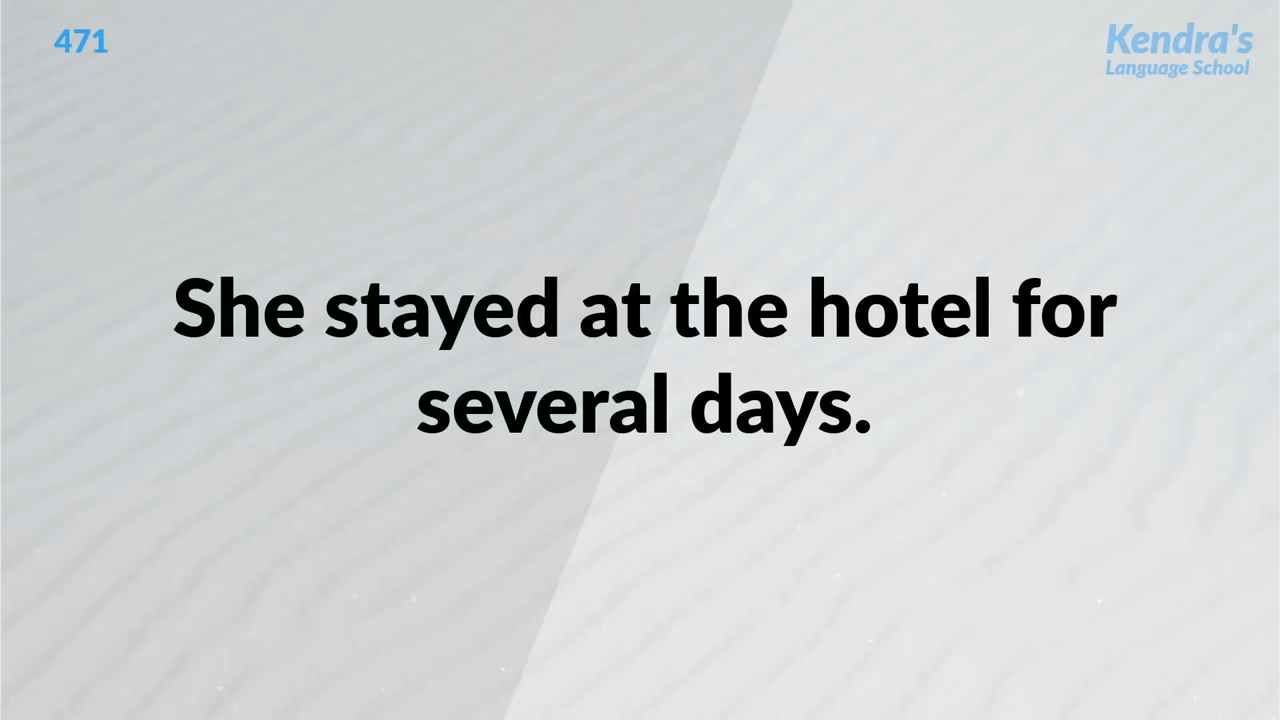 471
Kendra's
Language School
She stayed at the hotel for
several days.